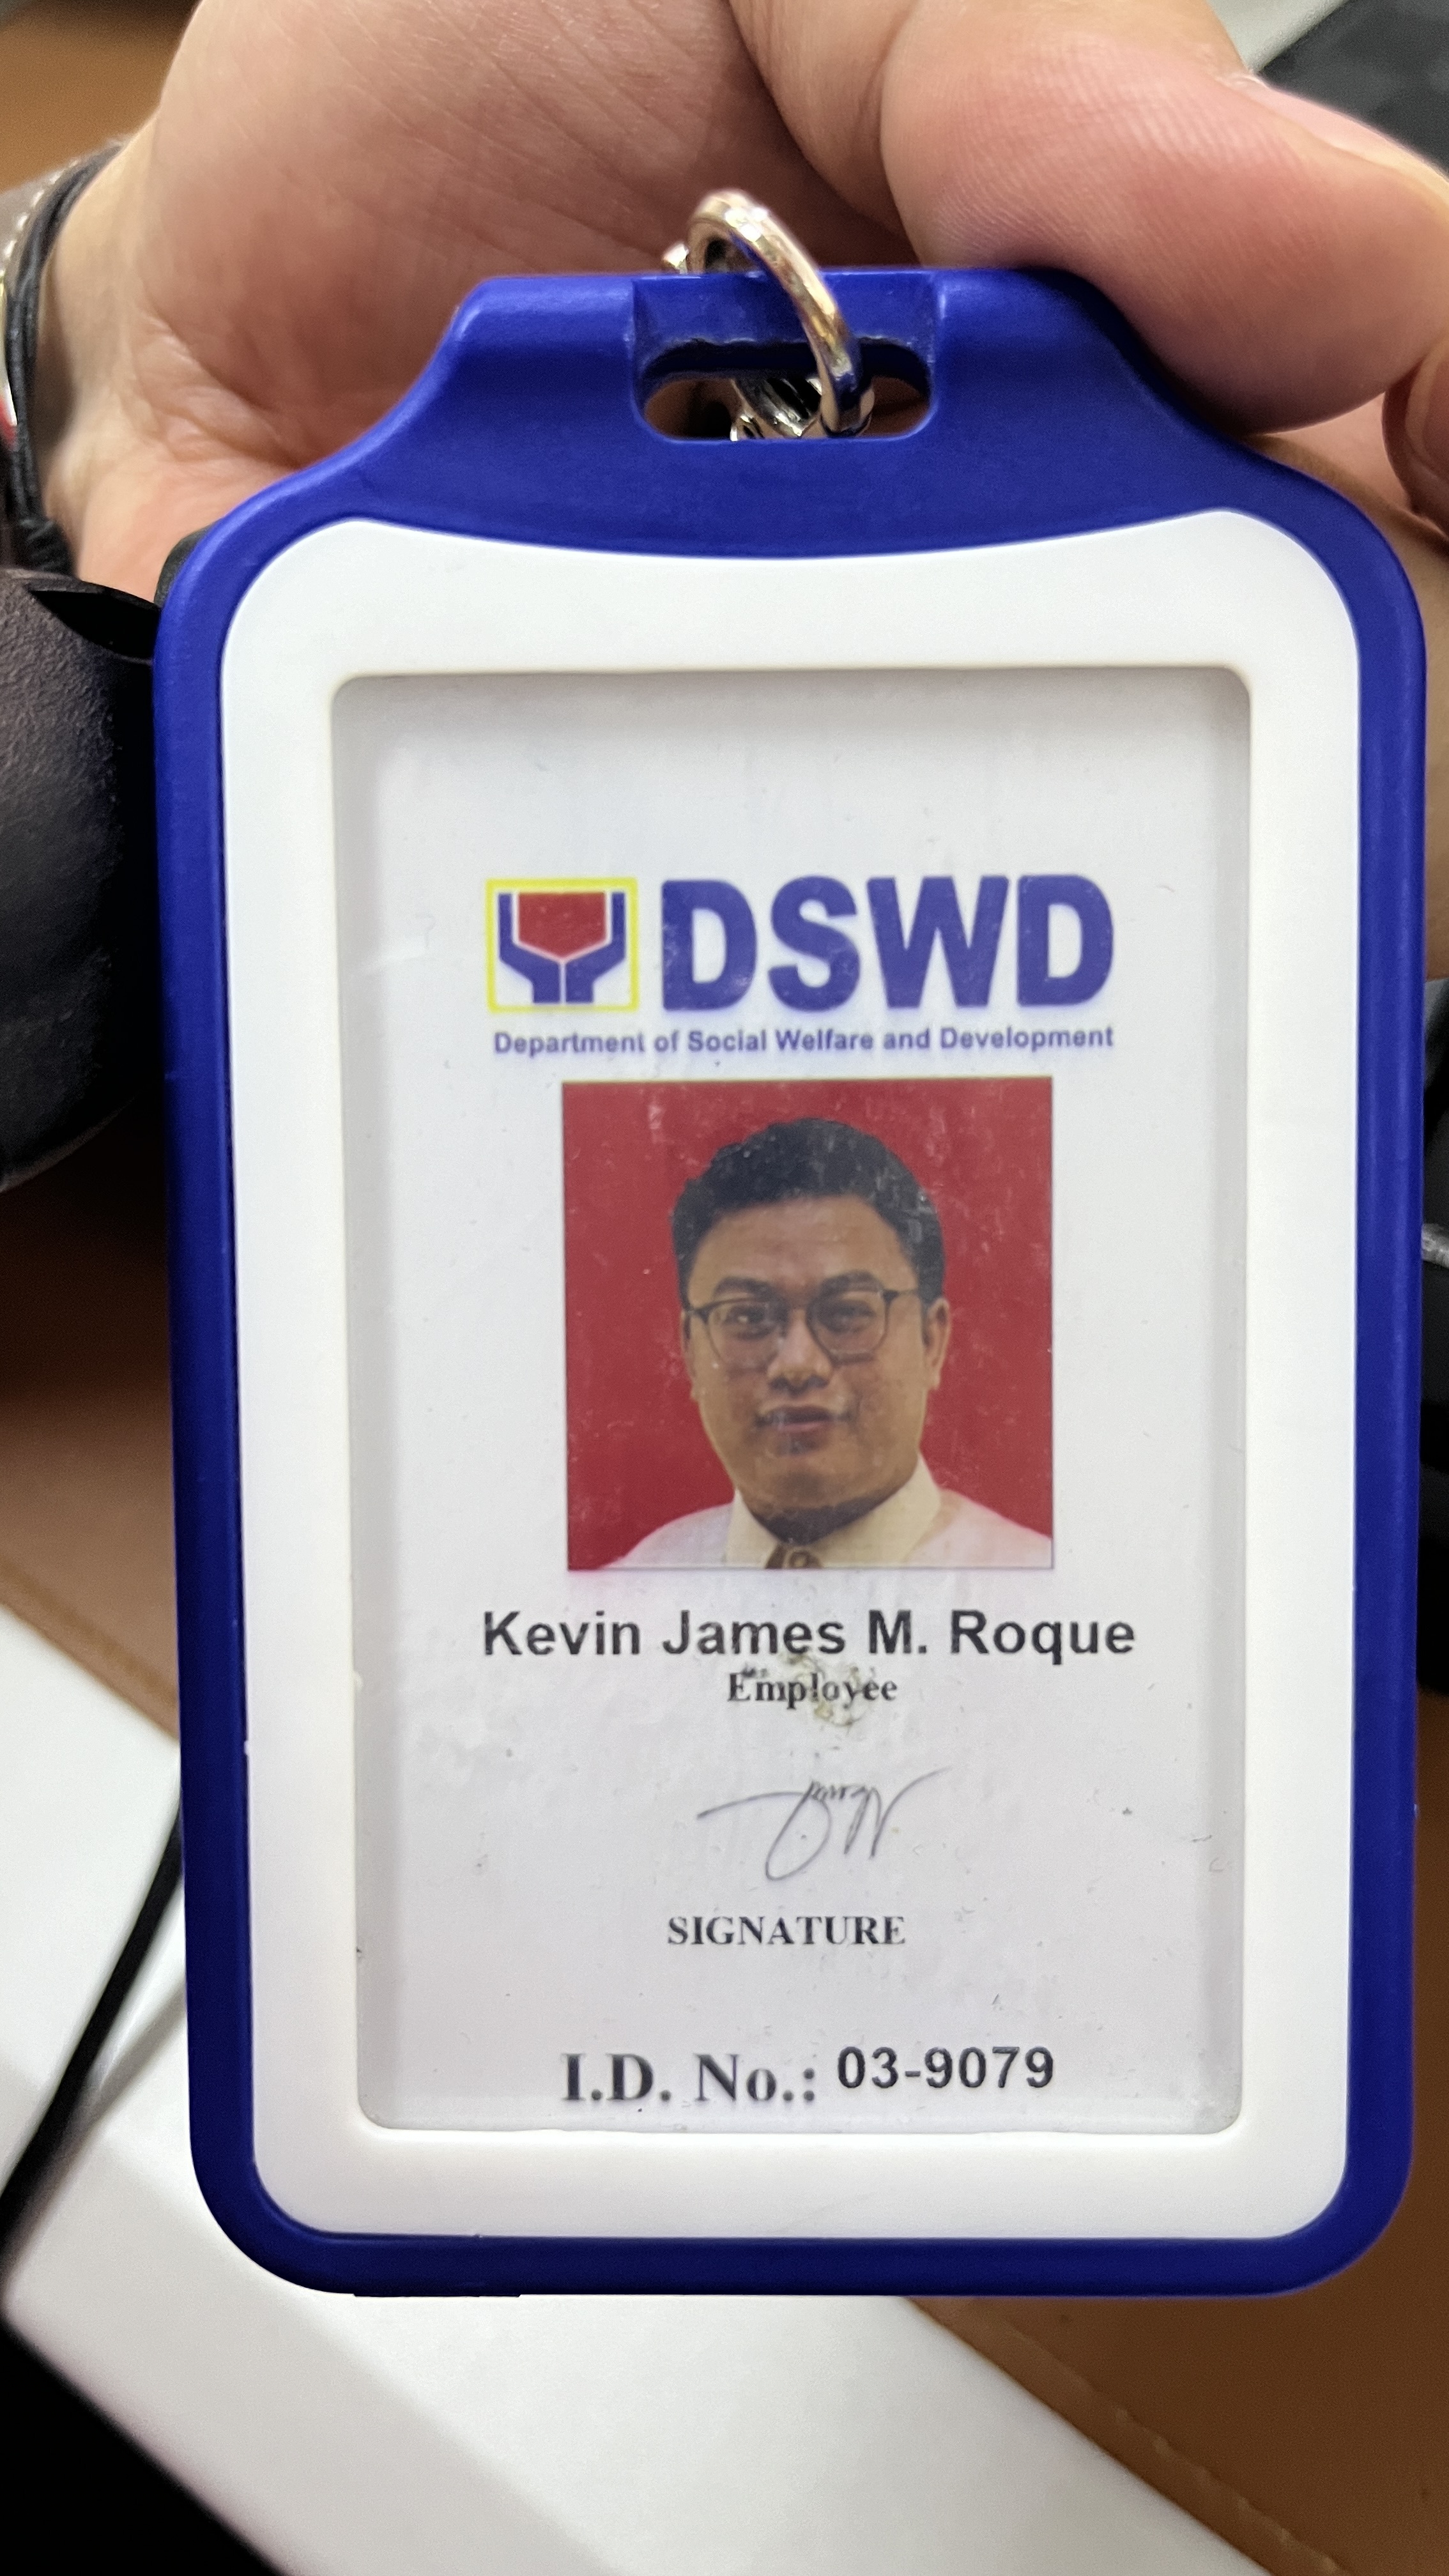 DSWD
Department of Social Welfare and Development
Kevin James M. Roque
Employee
SIGNATURE
I.D. No.: 03-9079